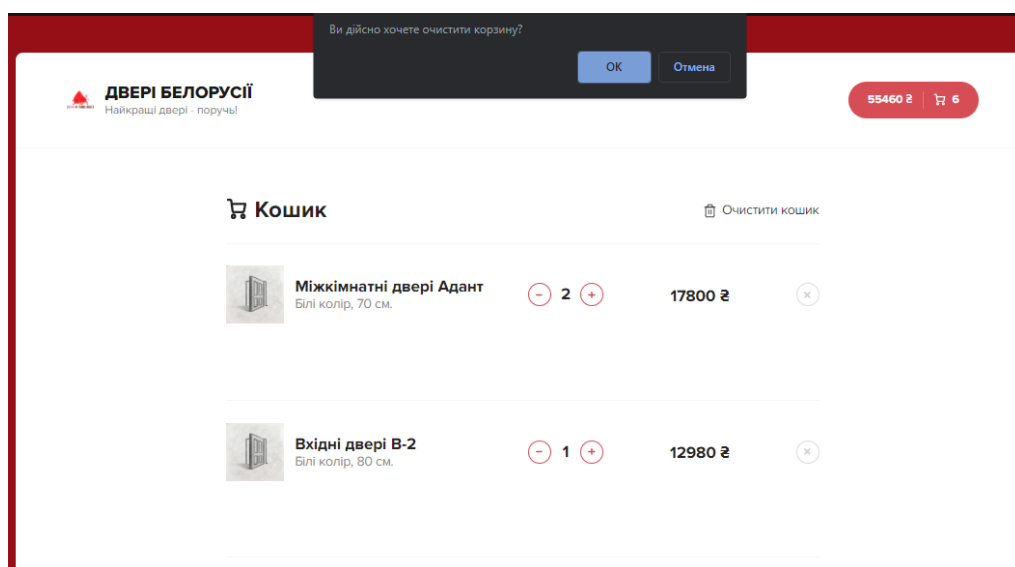 Ви дійсно хочете очистити корзину?
ОК
Отмена
ДВЕРІ БЕЛОРУСІЇ
Найкращі двері - поручь!
55460 ₴
6
Кошик
Очистити кошик
Міжкімнатні двері Адант
Білі колір, 70 см.
2
17800 ₴
Вхідні двері В-2
Білі колір, 80 см.
1
12980 ₴